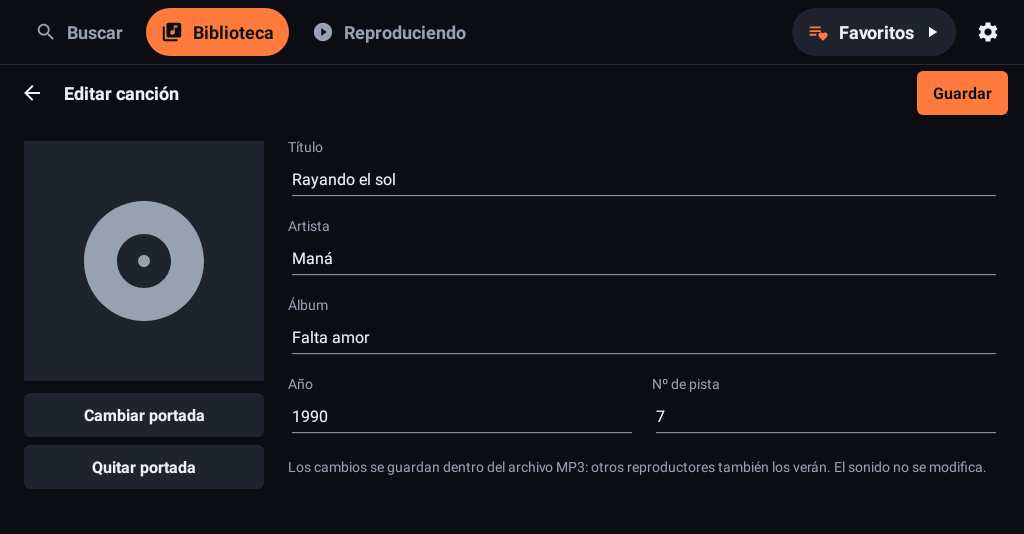 Buscar
Biblioteca
Reproduciendo
Favoritos
Editar canción
Guardar
Título
Rayando el sol
Artista
Maná
Álbum
Falta amor
Año
Nº de pista
1990
7
Cambiar portada
Quitar portada
Los cambios se guardan dentro del archivo MP3: otros reproductores también los verán. El sonido no se modifica.